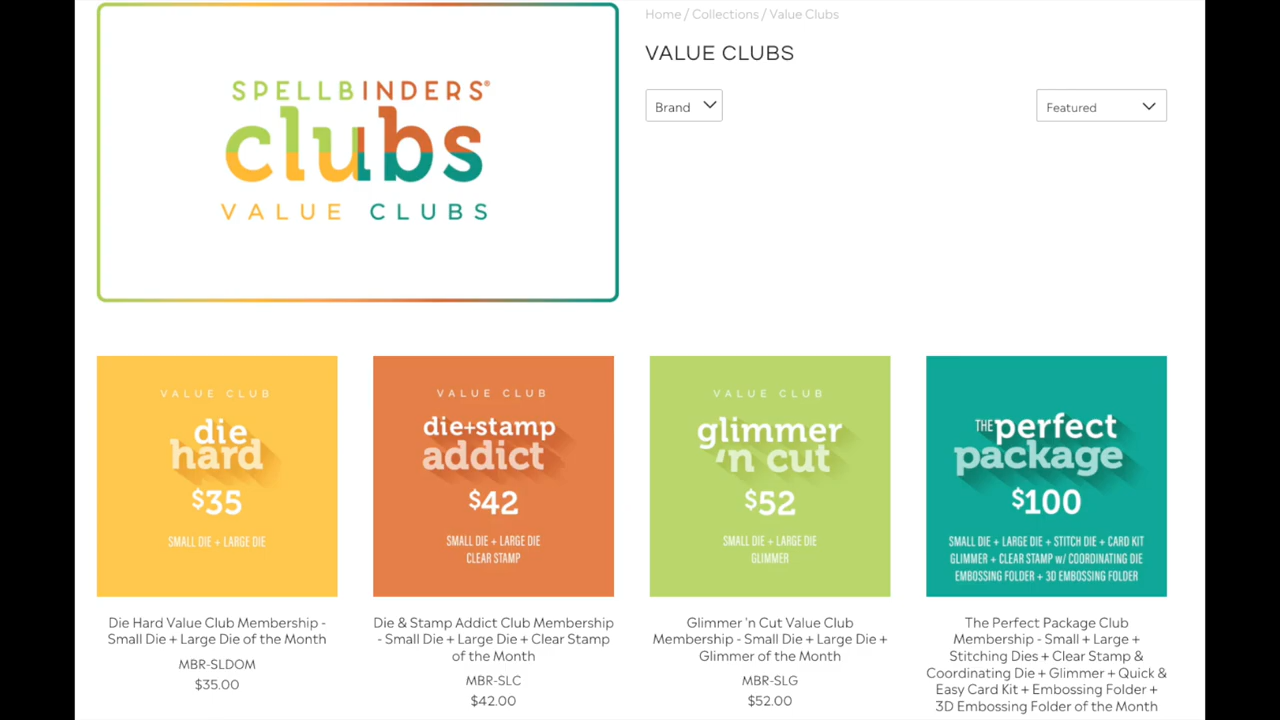 SPELLBINDERS®
clubs
VALUE CLUBS
Home / Collections / Value Clubs
VALUE CLUBS
Brand
Featured
VALUE CLUB
die
hard
$35
SMALL DIE + LARGE DIE
Die Hard Value Club Membership -
Small Die + Large Die of the Month
MBR-SLDOM
$35.00
VALUE CLUB
die+stamp
addict
$42
SMALL DIE + LARGE DIE
CLEAR STAMP
Die & Stamp Addict Club Membership
- Small Die + Large Die + Clear Stamp
of the Month
MBR-SLC
$42.00
VALUE CLUB
glimmer
'n cut
$52
SMALL DIE + LARGE DIE
GLIMMER
Glimmer 'n Cut Value Club
Membership - Small Die + Large Die +
Glimmer of the Month
MBR-SLG
$52.00
THE perfect
package
$100
SMALL DIE + LARGE DIE + STITCH DIE + CARD KIT
GLIMMER + CLEAR STAMP w/ COORDINATING DIE
EMBOSSING FOLDER + 3D EMBOSSING FOLDER
The Perfect Package Club
Membership - Small + Large +
Stitching Dies + Clear Stamp &
Coordinating Die + Glimmer + Quick &
Easy Card Kit + Embossing Folder +
3D Embossing Folder of the Month